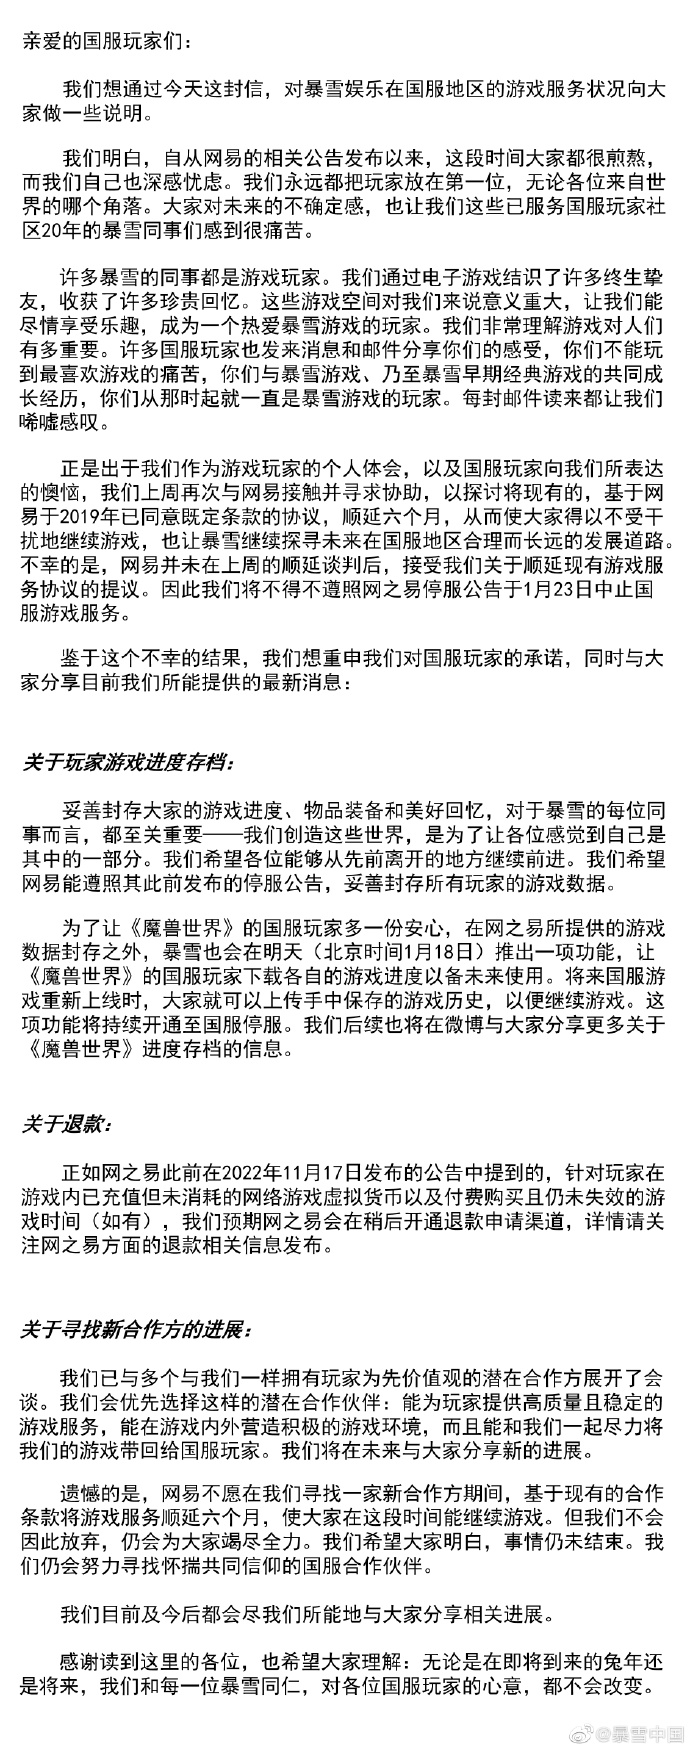 亲爱的国服玩家们：
我们想通过今天这封信，对暴雪娱乐在国服地区的游戏服务状况向大
家做一些说明。
我们明白，自从网易的相关公告发布以来，这段时间大家都很煎熬，
而我们自己也深感忧虑。我们永远都把玩家放在第一位，无论各位来自世
界的哪个角落。大家对未来的不确定感，也让我们这些已服务国服玩家社
区20年的暴雪同事们感到很痛苦。
许多暴雪的同事都是游戏玩家。我们通过电子游戏结识了许多终生挚
友，收获了许多珍贵回忆。这些游戏空间对我们来说意义重大，让我们能
尽情享受乐趣，成为一个热爱暴雪游戏的玩家。我们非常理解游戏对人们
有多重要。许多国服玩家也发来消息和邮件分享你们的感受，你们不能玩
到最喜欢游戏的痛苦，你们与暴雪游戏、乃至暴雪早期经典游戏的共同成
长经历，你们从那时起就一直是暴雪游戏的玩家。每封邮件读来都让我们
唏嘘感叹。
正是出于我们作为游戏玩家的个人体会，以及国服玩家向我们所表达
的懊恼，我们上周再次与网易接触并寻求协助，以探讨将现有的，基于网
易于2019年已同意既定条款的协议，顺延六个月，从而使大家得以不受干
扰地继续游戏，也让暴雪继续探寻未来在国服地区合理而长远的发展道路。
不幸的是，网易并未在上周的顺延谈判后，接受我们关于顺延现有游戏服
务协议的提议。因此我们将不得不遵照网之易停服公告于1月23日中止国
服游戏服务。
鉴于这个不幸的结果，我们想重申我们对国服玩家的承诺，同时与大
家分享目前我们所能提供的最新消息：
关于玩家游戏进度存档：
妥善封存大家的游戏进度、物品装备和美好回忆，对于暴雪的每位同
事而言，都至关重要——我们创造这些世界，是为了让各位感觉到自己是
其中的一部分。我们希望各位能够从先前离开的地方继续前进。我们希望
网易能遵照其此前发布的停服公告，妥善封存所有玩家的游戏数据。
为了让《魔兽世界》的国服玩家多一份安心，在网之易所提供的游戏
数据封存之外，暴雪也会在明天（北京时间1月18日）推出一项功能，让
《魔兽世界》的国服玩家下载各自的游戏进度以备未来使用。将来国服游
戏重新上线时，大家就可以上传手中保存的游戏历史，以便继续游戏。这
项功能将持续开通至国服停服。我们后续也将在微博与大家分享更多关于
《魔兽世界》进度存档的信息。
关于退款：
正如网之易此前在2022年11月17日发布的公告中提到的，针对玩家在
游戏内已充值但未消耗的网络游戏虚拟货币以及付费购买且仍未失效的游
戏时间（如有），我们预期网之易会在稍后开通退款申请渠道，详情请关
注网之易方面的退款相关信息发布。
关于寻找新合作方的进展：
我们已与多个与我们一样拥有玩家为先价值观的潜在合作方展开了会
谈。我们会优先选择这样的潜在合作伙伴：能为玩家提供高质量且稳定的
游戏服务，能在游戏内外营造积极的游戏环境，而且能和我们一起尽力将
我们的游戏带回给国服玩家。我们将在未来与大家分享新的进展。
遗憾的是，网易不愿在我们寻找一家新合作方期间，基于现有的合作
条款将游戏服务顺延六个月，使大家在这段时间能继续游戏。但我们不会
因此放弃，仍会为大家竭尽全力。我们希望大家明白，事情仍未结束。我
们仍会努力寻找怀揣共同信仰的国服合作伙伴。
我们目前及今后都会尽我们所能地与大家分享相关进展。
感谢读到这里的各位，也希望大家理解：无论是在即将到来的兔年还
是将来，我们和每一位暴雪同仁，对各位国服玩家的心意，都不会改变。
@暴雪中国